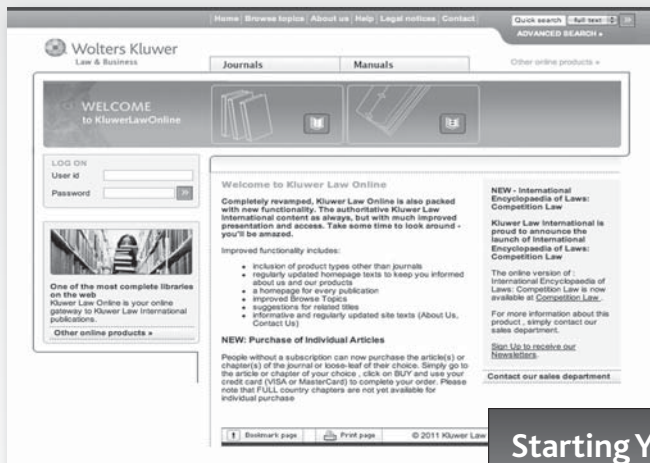 Home | Browse topics | About us | Help | Legal notices | Contact
Quick search full text
ADVANCED SEARCH »
Wolters Kluwer
Law & Business
Journals
Manuals
Other online products »
WELCOME
to KluwerLawOnline
LOG ON
User id
Password
One of the most complete libraries
on the web
Kluwer Law Online is your online
gateway to Kluwer Law International
publications.
Other online products »
Welcome to Kluwer Law Online
Completely revamped, Kluwer Law Online is also packed
with new functionality. The authoritative Kluwer Law
International content as always, but with much improved
presentation and access. Take some time to look around -
you'll be amazed.
Improved functionality includes:
• inclusion of product types other than journals
• regularly updated homepage texts to keep you informed
about us and our products
• a homepage for every publication
• improved Browse Topics
• suggestions for related titles
• informative and regularly updated site texts (About Us,
Contact Us)
NEW: Purchase of Individual Articles
People without a subscription can now purchase the article(s) or
chapter(s) of the journal or loose-leaf of their choice. Simply go to
the article or chapter of your choice , click on BUY and use your
credit card (VISA or MasterCard) to complete your order. Please
note that FULL country chapters are not yet available for
individual purchase
NEW - International
Encyclopaedia of Laws:
Competition Law
Kluwer Law International is
proud to announce the
launch of International
Encyclopaedia of Laws:
Competition Law
The online version of :
International Encyclopaedia of
Laws: Competition Law is now
available at Competition Law .
For more information about this
product , simply contact our
sales department.
Sign Up to receive our
Newsletters.
Contact our sales department
Bookmark page
Print page
© 2011 Kluwer Law
Starting Y